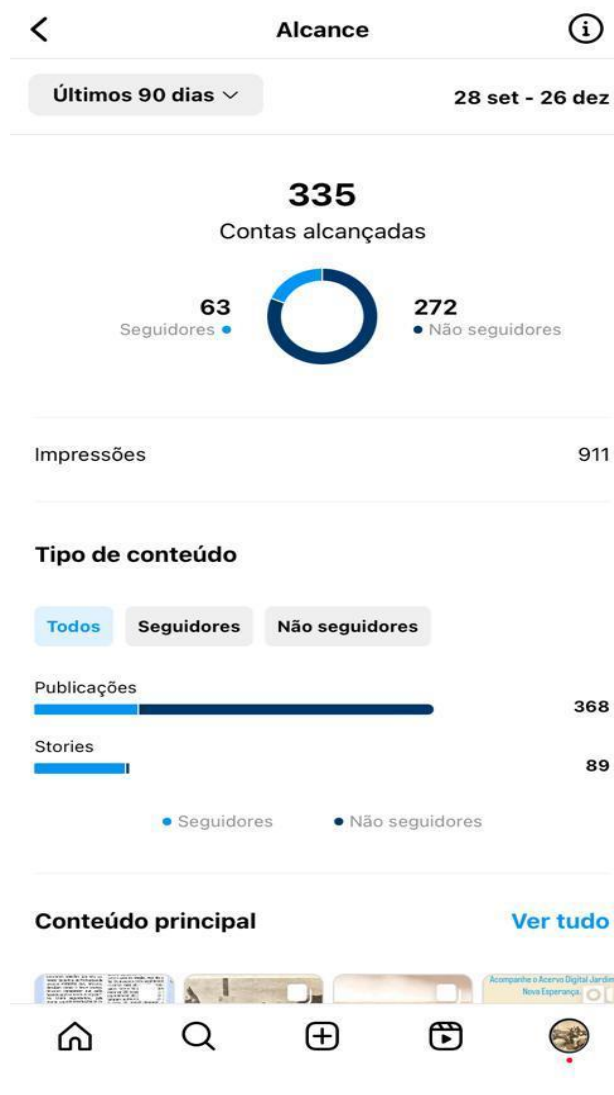 Alcance
Últimos 90 dias
28 set - 26 dez
335
Contas alcançadas
63
Seguidores
272
Não seguidores
Impressões
911
Tipo de conteúdo
Todos
Seguidores
Não seguidores
Publicações
368
Stories
89
Seguidores
Não seguidores
Conteúdo principal
Ver tudo
Acompanhe o Acervo Digital Jardim
Nova Esperança.